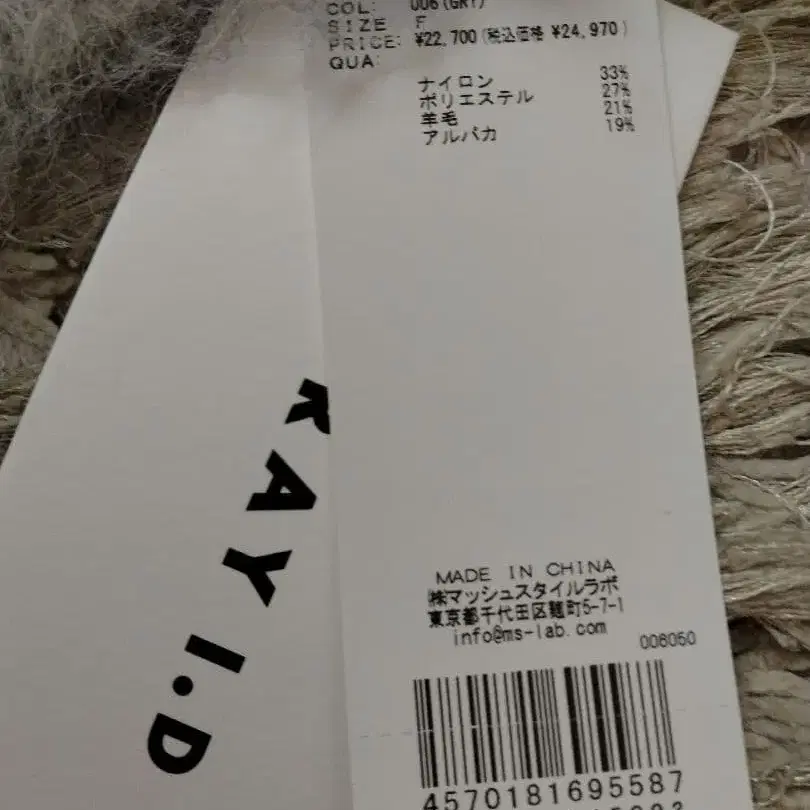 COL: 006(GRY)
SIZE F
PRICE: ¥22,700(税込価格 ¥24,970)
QUA:
ナイロン 33%
ポリエステル 27%
羊毛 21%
アルパカ 19%
RAY I.D
MADE IN CHINA
㈱マッシュスタイルラボ
東京都千代田区麹町5-7-1
info@ms-lab.com
006050
4570181695587